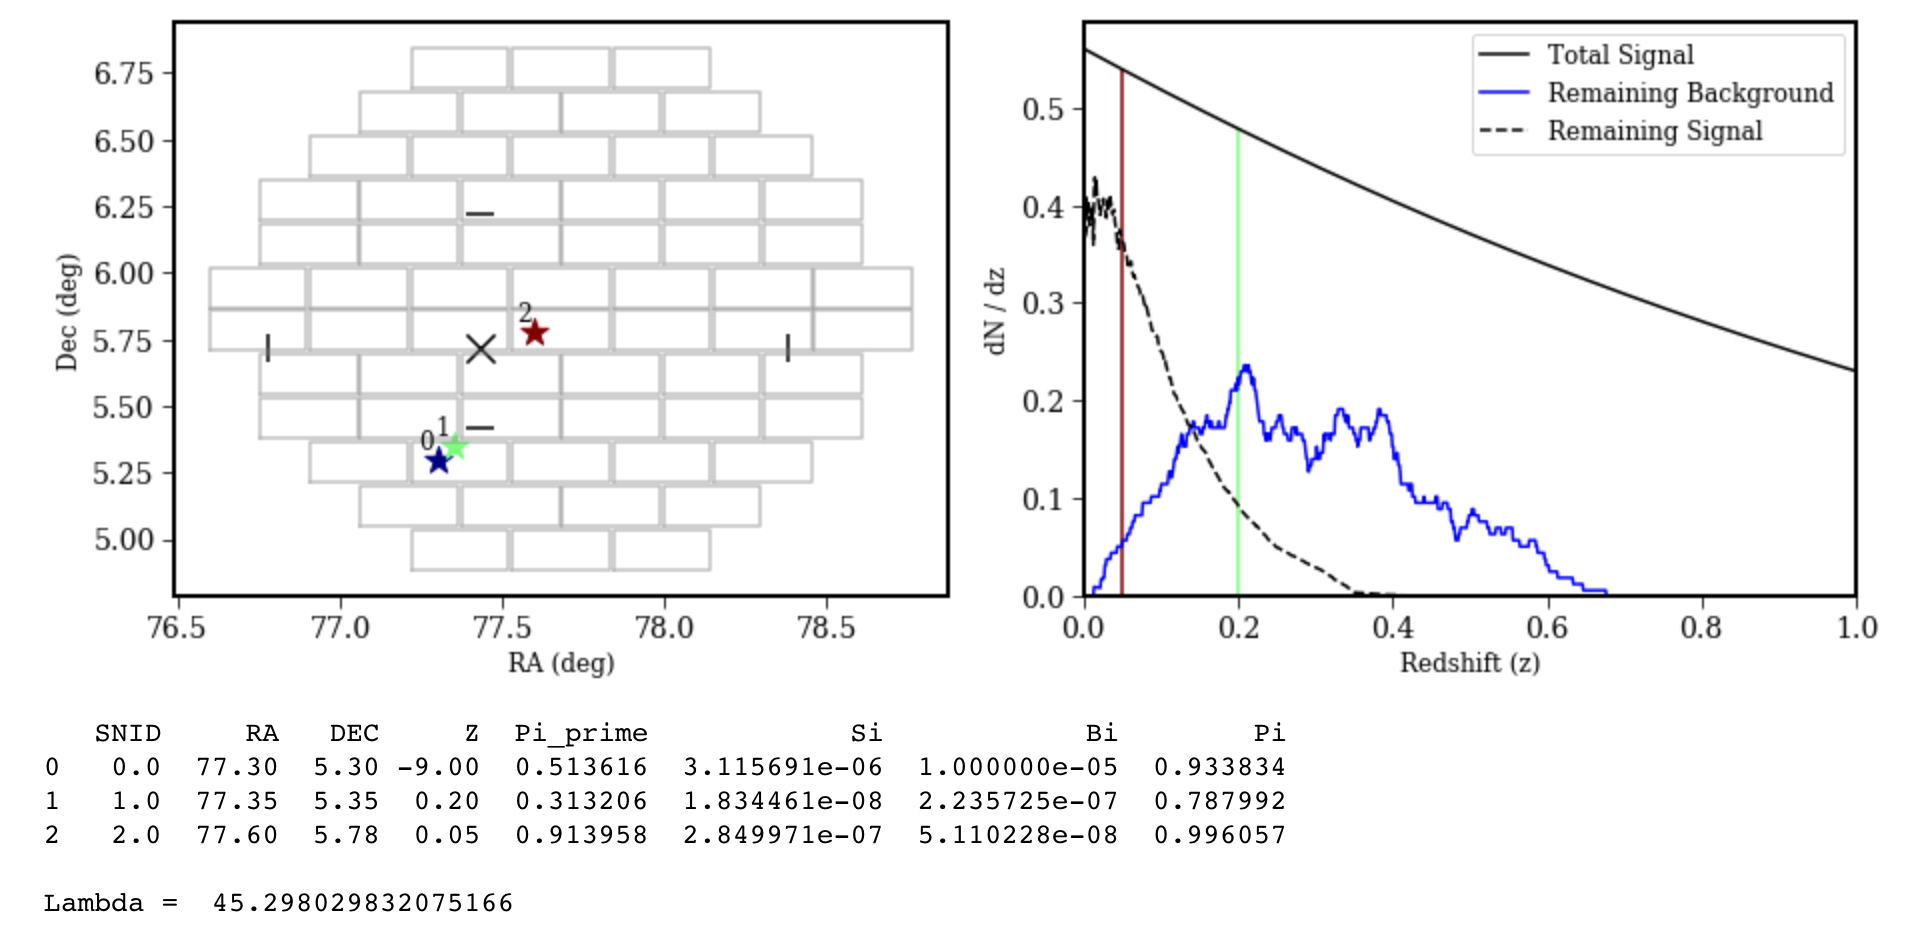 6.75
6.50
6.25
6.00
5.75
5.50
5.25
5.00
Dec (deg)
2
1
0
76.5 77.0 77.5 78.0 78.5
RA (deg)
Total Signal
Remaining Background
Remaining Signal
0.5
0.4
0.3
0.2
0.1
0.0
dN / dz
0.0 0.2 0.4 0.6 0.8 1.0
Redshift (z)
SNID RA DEC Z Pi_prime Si Bi Pi
0 0.0 77.30 5.30 -9.00 0.513616 3.115691e-06 1.000000e-05 0.933834
1 1.0 77.35 5.35 0.20 0.313206 1.834461e-08 2.235725e-07 0.787992
2 2.0 77.60 5.78 0.05 0.913958 2.849971e-07 5.110228e-08 0.996057
Lambda = 45.298029832075166